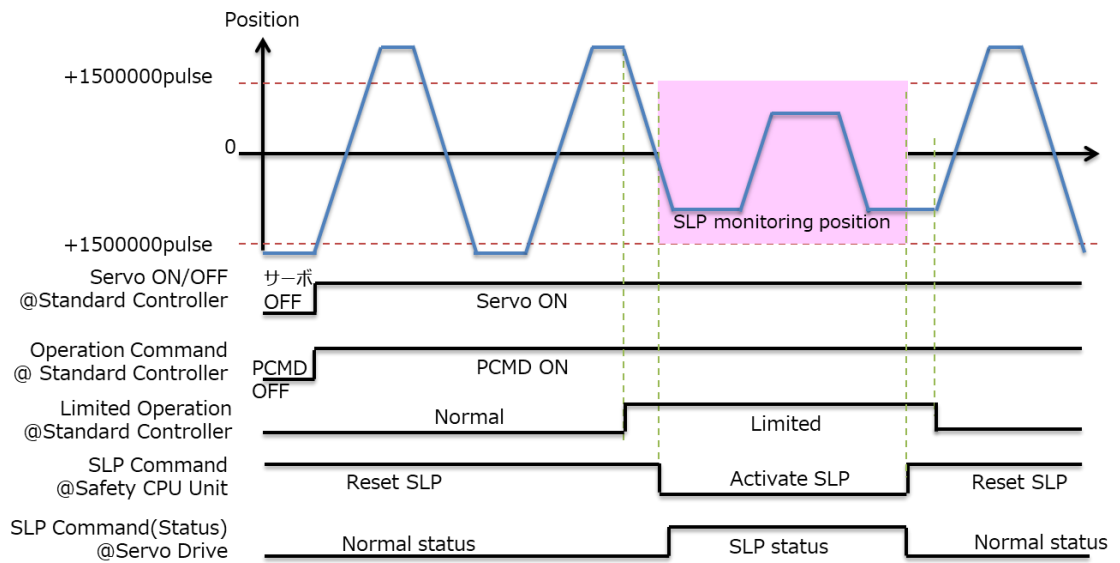 Position
+1500000pulse
0
SLP monitoring position
+1500000pulse
Servo ON/OFF
@Standard Controller
サーボ
OFF
Servo ON
Operation Command
@ Standard Controller
PCMD
OFF
PCMD ON
Limited Operation
@Standard Controller
Normal
Limited
SLP Command
@Safety CPU Unit
Reset SLP
Activate SLP
Reset SLP
SLP Command(Status)
@Servo Drive
Normal status
SLP status
Normal status